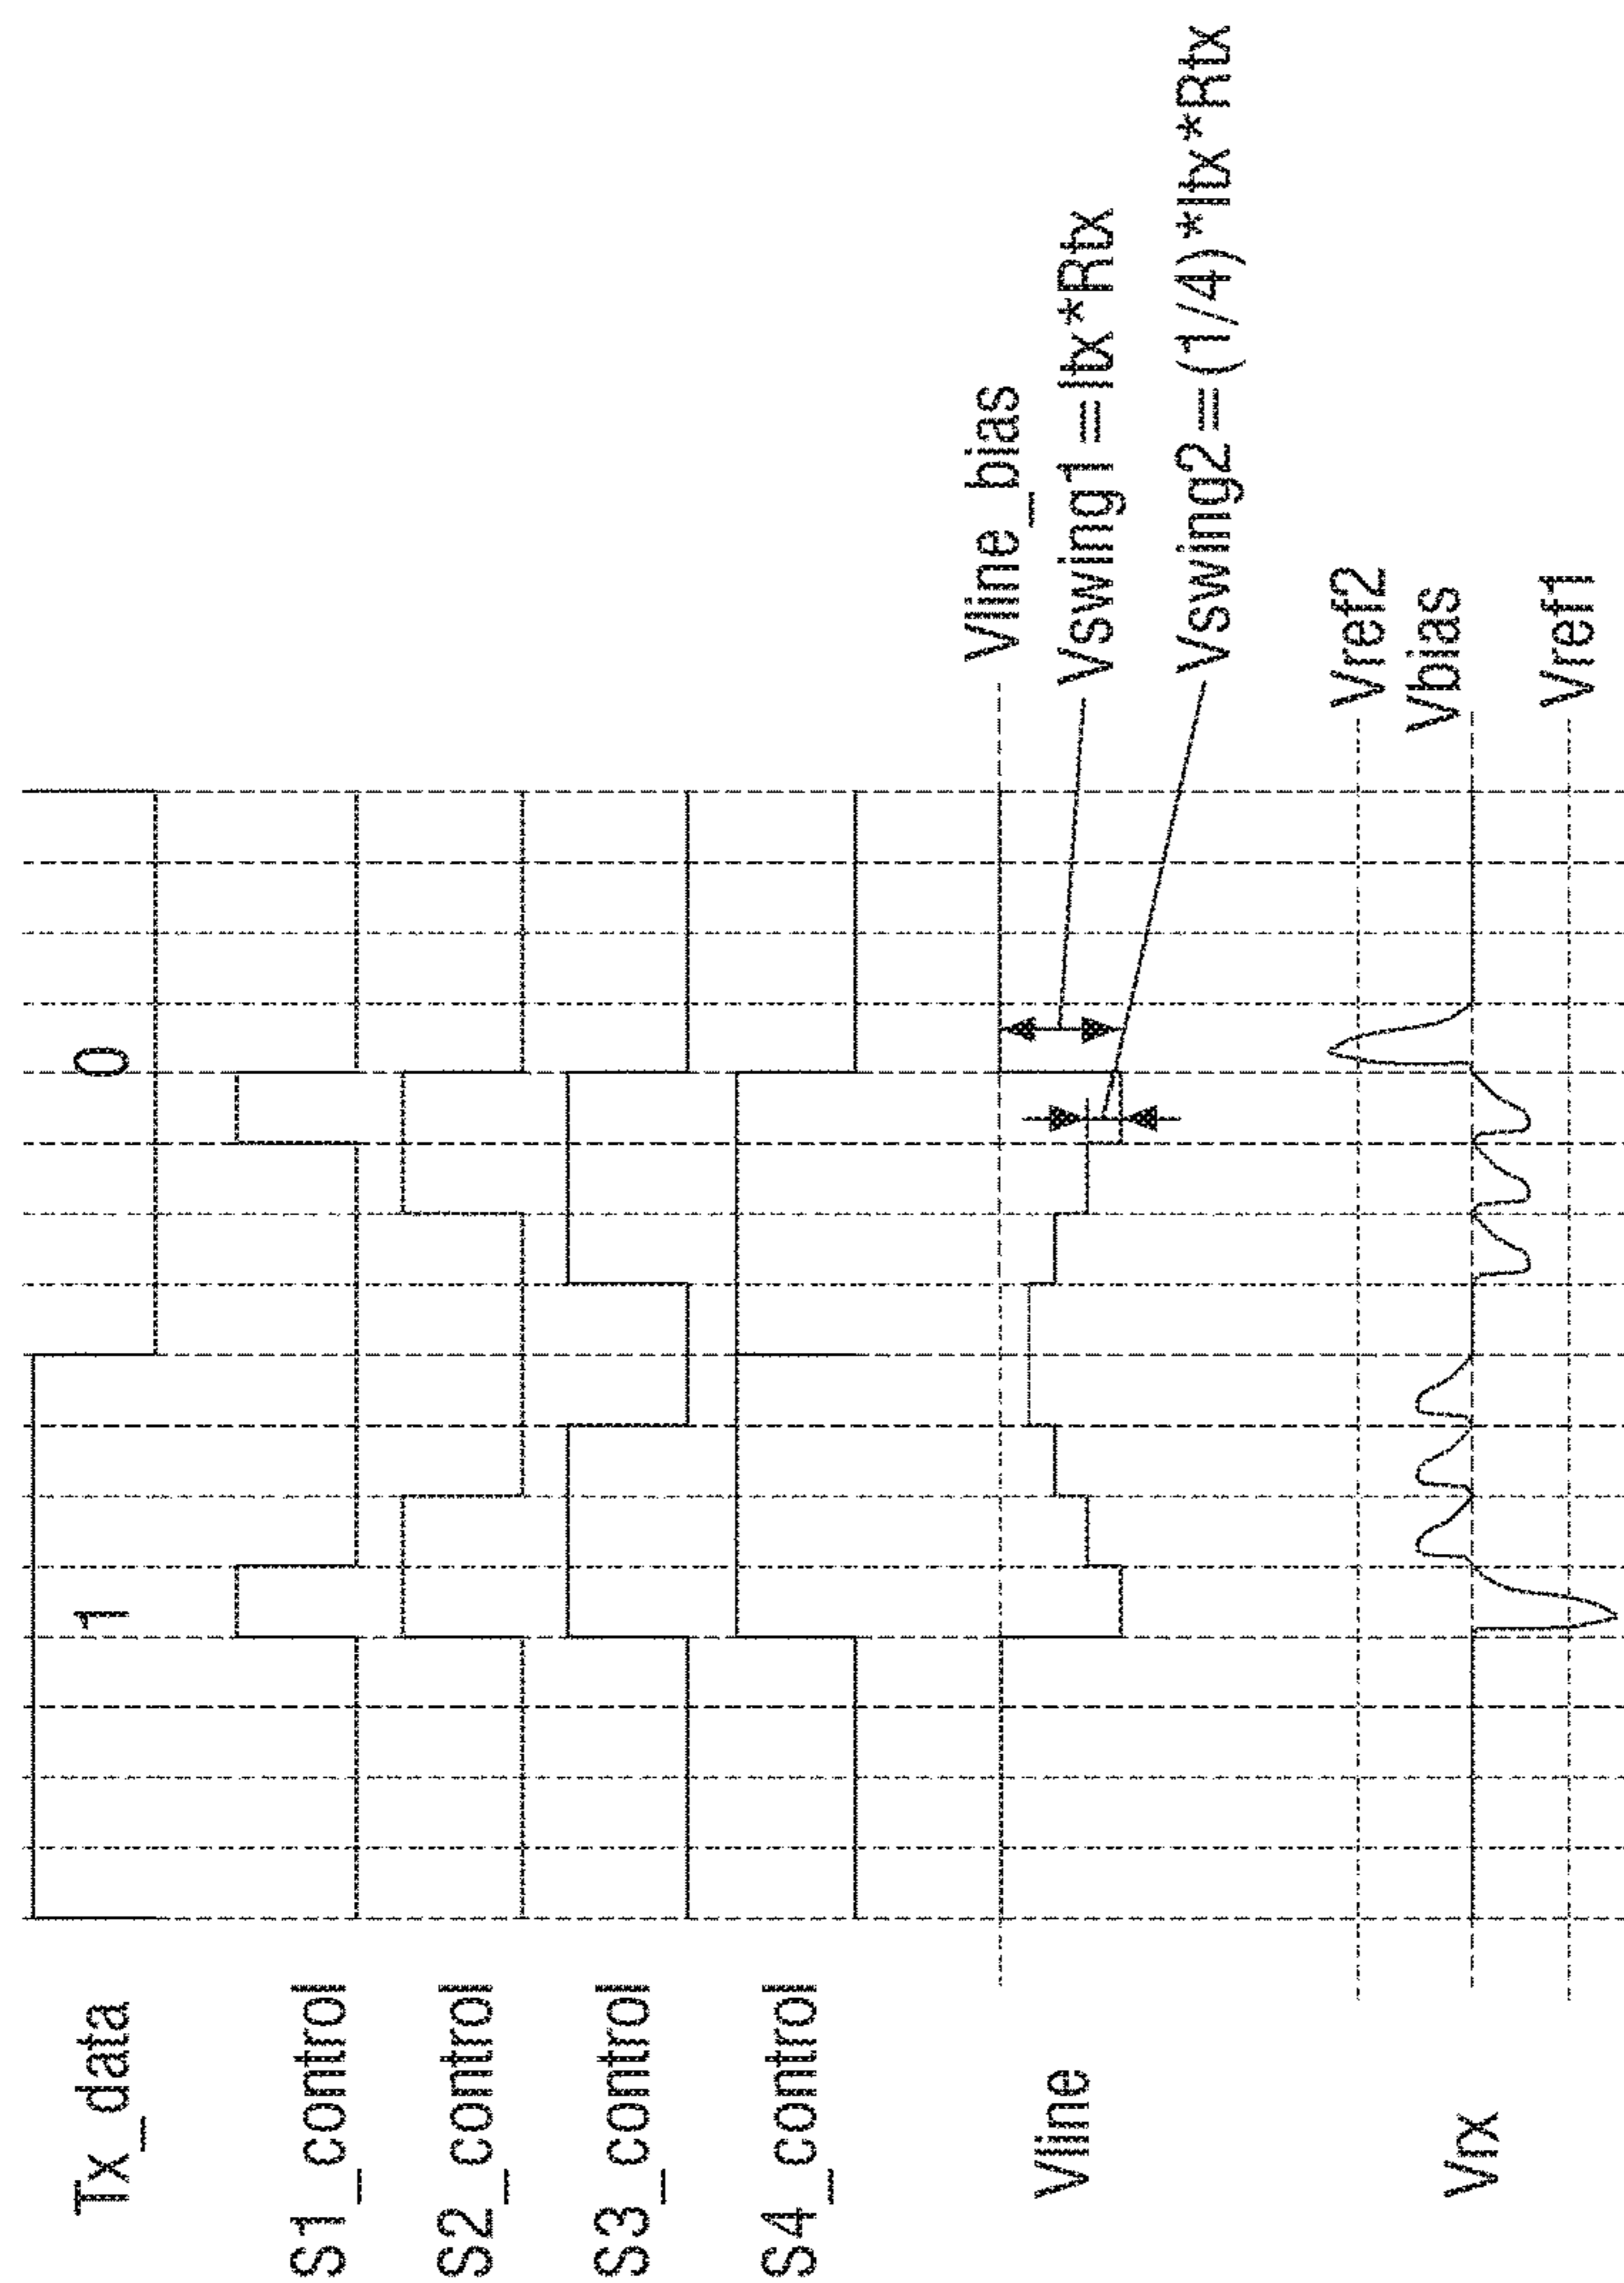 Tx_data
1
0
S1_control
S2_control
S3_control
S4_control
Vline
Vline_bias
Vswing1=Itx*Rtx
Vswing2=(1/4)*Itx*Rtx
Vrx
Vref2
Vbias
Vref1